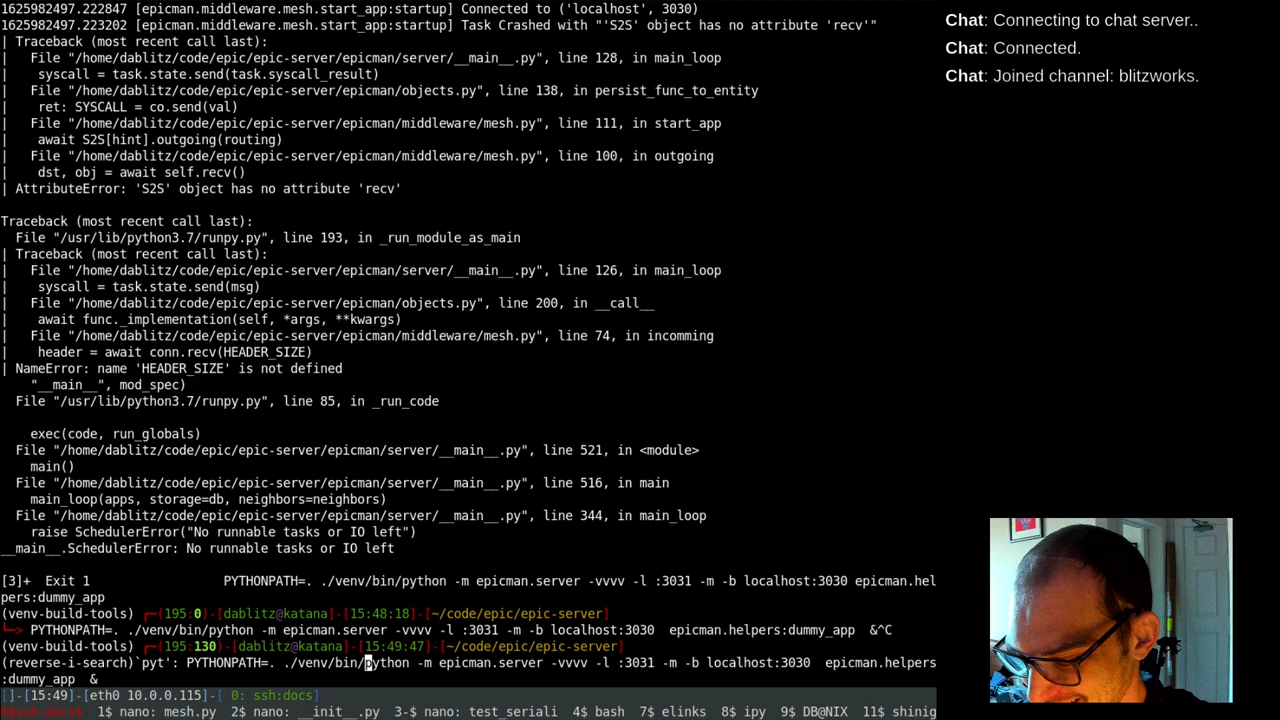 1625982497.222847 [epicman.middleware.mesh.start_app:startup] Connected to ('localhost', 3030)
1625982497.223202 [epicman.middleware.mesh.start_app:startup] Task Crashed with "'S2S' object has no attribute 'recv'"
| Traceback (most recent call last):
|   File "/home/dablitz/code/epic/epic-server/epicman/server/__main__.py", line 128, in main_loop
|    syscall = task.state.send(task.syscall_result)
|   File "/home/dablitz/code/epic/epic-server/epicman/objects.py", line 138, in persist_func_to_entity
|    ret: SYSCALL = co.send(val)
|   File "/home/dablitz/code/epic/epic-server/epicman/middleware/mesh.py", line 111, in start_app
|    await S2S[hint].outgoing(routing)
|   File "/home/dablitz/code/epic/epic-server/epicman/middleware/mesh.py", line 100, in outgoing
|    dst, obj = await self.recv()
| AttributeError: 'S2S' object has no attribute 'recv'
Traceback (most recent call last):
  File "/usr/lib/python3.7/runpy.py", line 193, in _run_module_as_main
| Traceback (most recent call last):
|   File "/home/dablitz/code/epic/epic-server/epicman/server/__main__.py", line 126, in main_loop
|    syscall = task.state.send(msg)
|   File "/home/dablitz/code/epic/epic-server/epicman/objects.py", line 200, in __call__
|    await func._implementation(self, *args, **kwargs)
|   File "/home/dablitz/code/epic/epic-server/epicman/middleware/mesh.py", line 74, in incoming
|    header = await conn.recv(HEADER_SIZE)
| NameError: name 'HEADER_SIZE' is not defined
    "__main__", mod_spec)
  File "/usr/lib/python3.7/runpy.py", line 85, in _run_code
    exec(code, run_globals)
  File "/home/dablitz/code/epic/epic-server/epicman/server/__main__.py", line 521, in <module>
    main()
  File "/home/dablitz/code/epic/epic-server/epicman/server/__main__.py", line 516, in main
    main_loop(apps, storage=db, neighbors=neighbors)
  File "/home/dablitz/code/epic/epic-server/epicman/server/__main__.py", line 344, in main_loop
    raise SchedulerError("No runnable tasks or IO left")
__main__.SchedulerError: No runnable tasks or IO left
[3]+  Exit 1                  PYTHONPATH=. ./venv/bin/python -m epicman.server -vvvv -l :3031 -m -b localhost:3030 epicman.hel
pers:dummy_app
(venv-build-tools) ┌─(195:0)-[dablitz@katana]-[15:48:18]-[~/code/epic/epic-server]
└─> PYTHONPATH=. ./venv/bin/python -m epicman.server -vvvv -l :3031 -m -b localhost:3030  epicman.helpers:dummy_app  &^C
(venv-build-tools) ┌─(195:130)-[dablitz@katana]-[15:49:47]-[~/code/epic/epic-server]
(reverse-i-search)`pyt': PYTHONPATH=. ./venv/bin/python -m epicman.server -vvvv -l :3031 -m -b localhost:3030  epicman.helpers
:dummy_app  &
[]-[15:49]-[eth0 10.0.0.115]-[ 0: ssh:docs]
0$ssh:docs$  1$ nano: mesh.py  2$ nano: __init__.py  3-$ nano: test_seriali  4$ bash  7$ elinks  8$ ipy  9$ DB@NIX  11$ shinig
Chat: Connecting to chat server..
Chat: Connected.
Chat: Joined channel: blitzworks.